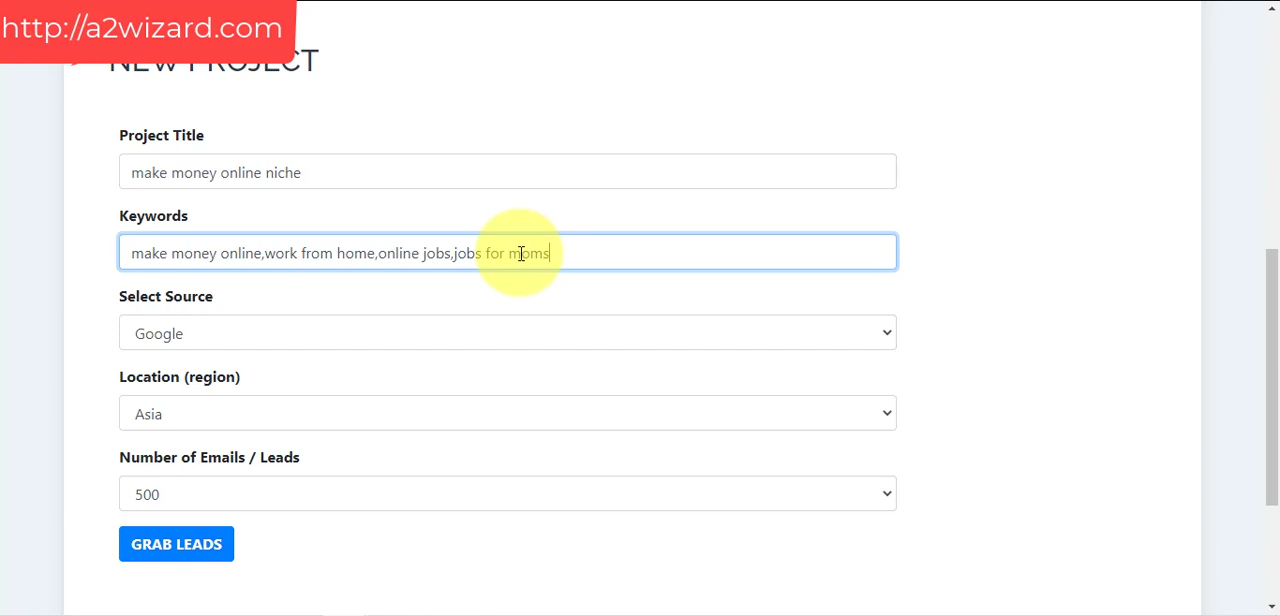 http://a2wizard.com
NEW PROJECT
Project Title
make money online niche
Keywords
make money online,work from home,online jobs,jobs for moms
Select Source
Google
Location (region)
Asia
Number of Emails / Leads
500
GRAB LEADS